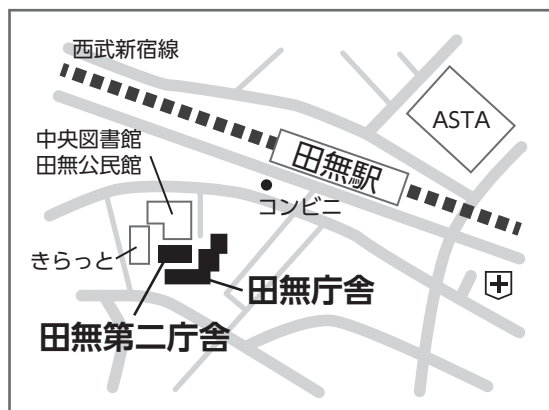 西武新宿線
ASTA
中央図書館
田無公民館
田無駅
コンビニ
きらっと
田無庁舎
田無第二庁舎